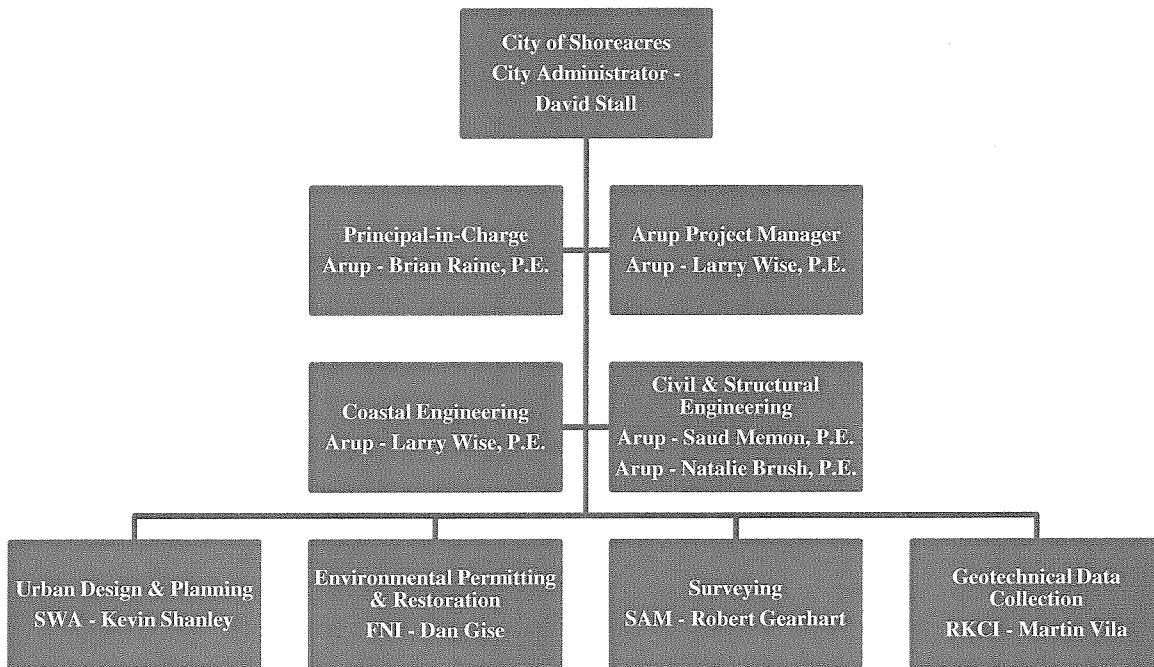 City of Shoreacres
City Administrator -
David Stall
Principal-in-Charge
Arup - Brian Raine, P.E.
Arup Project Manager
Arup - Larry Wise, P.E.
Coastal Engineering
Arup - Larry Wise, P.E.
Civil & Structural
Engineering
Arup - Saud Memon, P.E.
Arup - Natalie Brush, P.E.
Urban Design & Planning
SWA - Kevin Shanley
Environmental Permitting
& Restoration
FNI - Dan Gise
Surveying
SAM - Robert Gearhart
Geotechnical Data
Collection
RKCI - Martin Vila